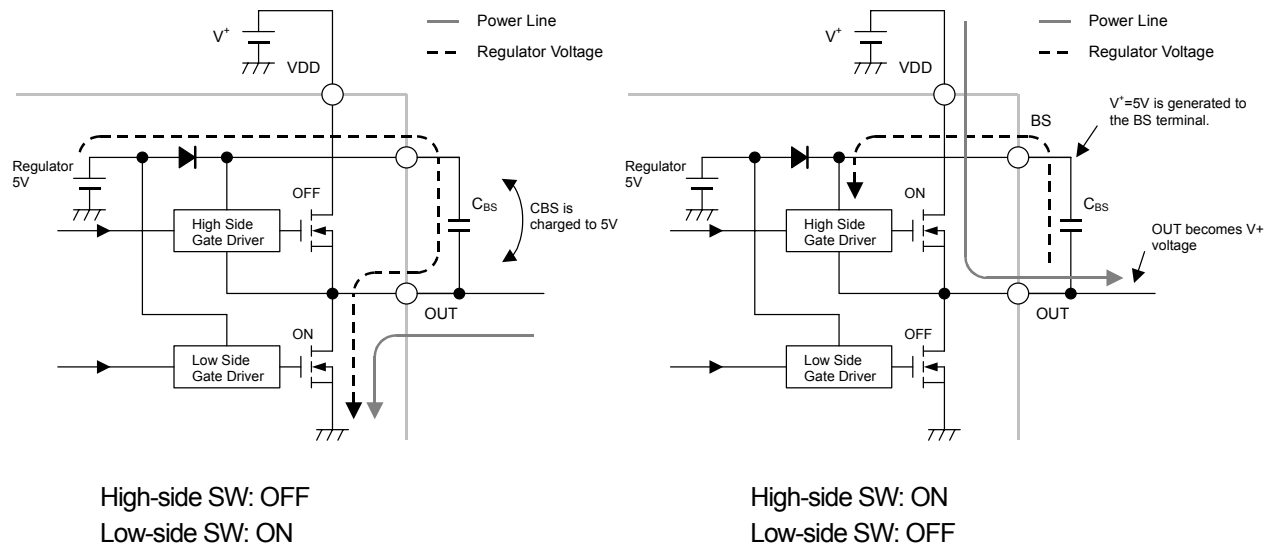 V+
VDD
Power Line
Regulator Voltage
Regulator
5V
OFF
High Side
Gate Driver
CBS
CBS is
charged to 5V
OUT
ON
Low Side
Gate Driver
High-side SW: OFF
Low-side SW: ON
V+
VDD
Power Line
Regulator Voltage
V+=5V is generated to
the BS terminal.
BS
Regulator
5V
ON
High Side
Gate Driver
CBS
OUT becomes V+
voltage
OUT
OFF
Low Side
Gate Driver
High-side SW: ON
Low-side SW: OFF